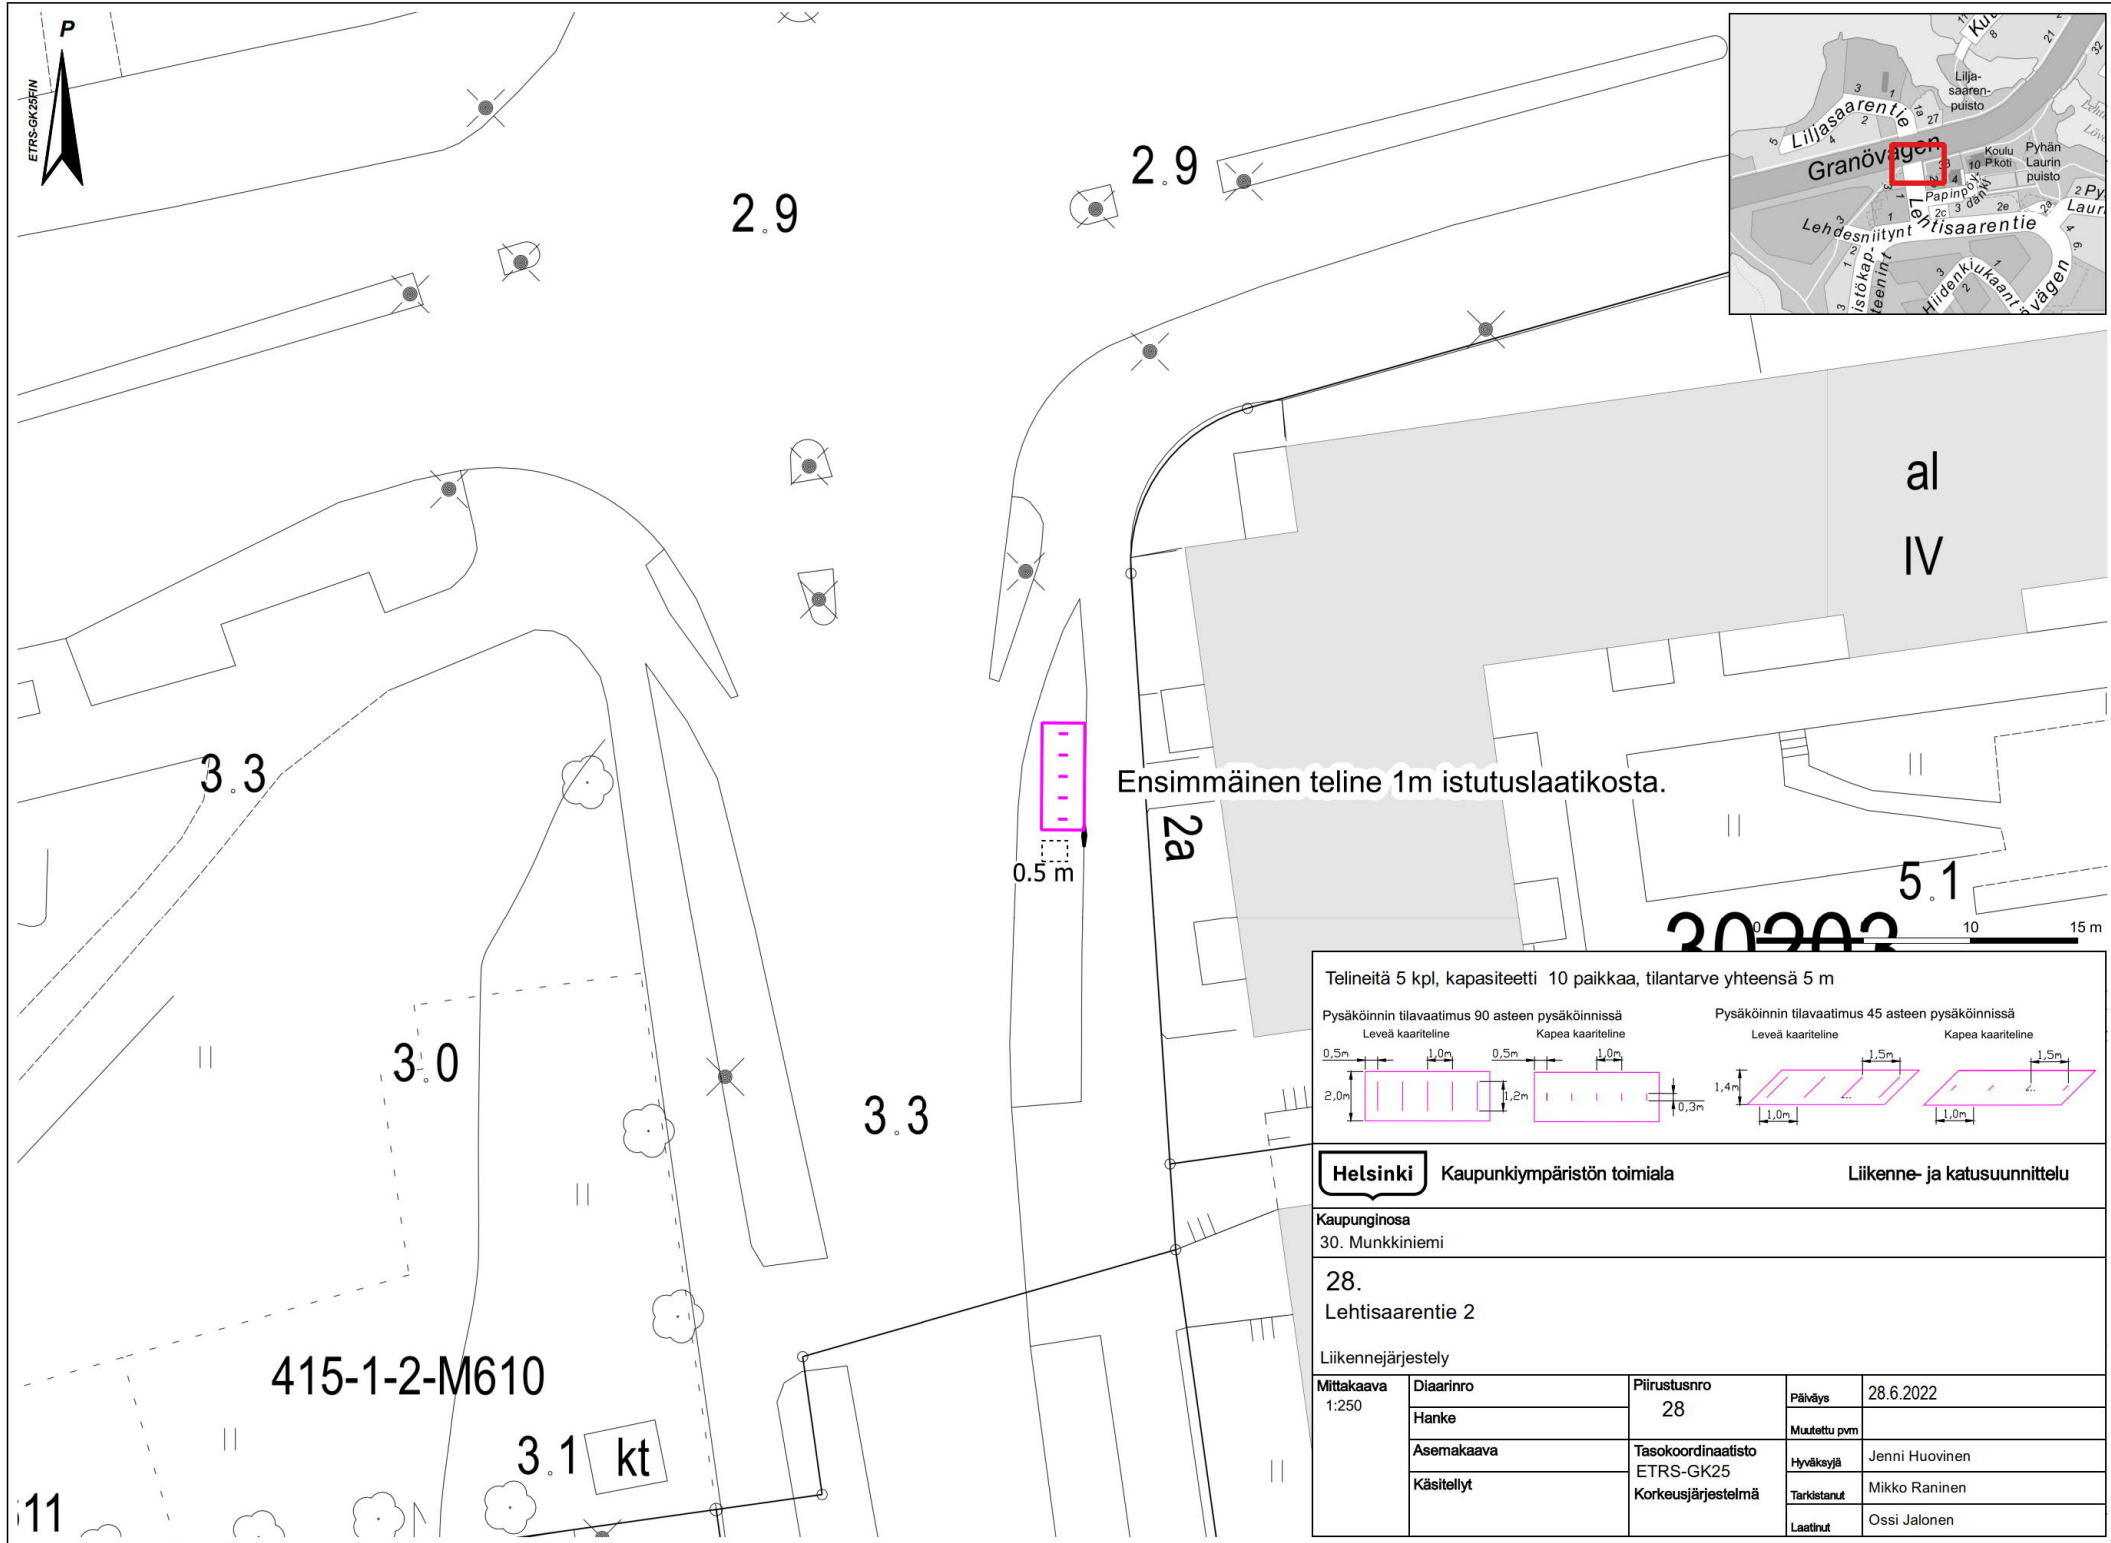 P
ETRS-GK25FIN
2.9
2.9
al
IV
3.3
Ensimmäinen teline 1m istutuslaatikosta.
2a
0.5 m
5.1
30203
0 10 15 m
3.0
3.3
415-1-2-M610
3.1 kt
11
Liljasaarentie
Lilja-
saaren-
puisto
Granövägen
Koulu
P.koti
Pyhän
Laurin
puisto
Lehtisaarentie
Hiidenkiukaant
Telineitä 5 kpl, kapasiteetti 10 paikkaa, tilantarve yhteensä 5 m
Pysäköinnin tilavaatimus 90 asteen pysäköinnissä
Leveä kaariteline Kapea kaariteline
0,5m 1,0m 0,5m 1,0m
2,0m 1,2m 0,3m
Pysäköinnin tilavaatimus 45 asteen pysäköinnissä
Leveä kaariteline Kapea kaariteline
1,5m 1,5m
1,4m
1,0m 1,0m
Helsinki Kaupunkiympäristön toimiala Liikenne- ja katusuunnittelu
Kaupunginosa
30. Munkkiniemi
28.
Lehtisaarentie 2
Liikennejärjestely
Mittakaava
1:250
Diaarinro
Hanke
Asemakaava
Käsitellyt
Piirustusnro
28
Tasokoordinaatisto
ETRS-GK25
Korkeusjärjestelmä
Päiväys 28.6.2022
Muutettu pvm
Hyväksyjä Jenni Huovinen
Tarkistanut Mikko Raninen
Laatinut Ossi Jalonen